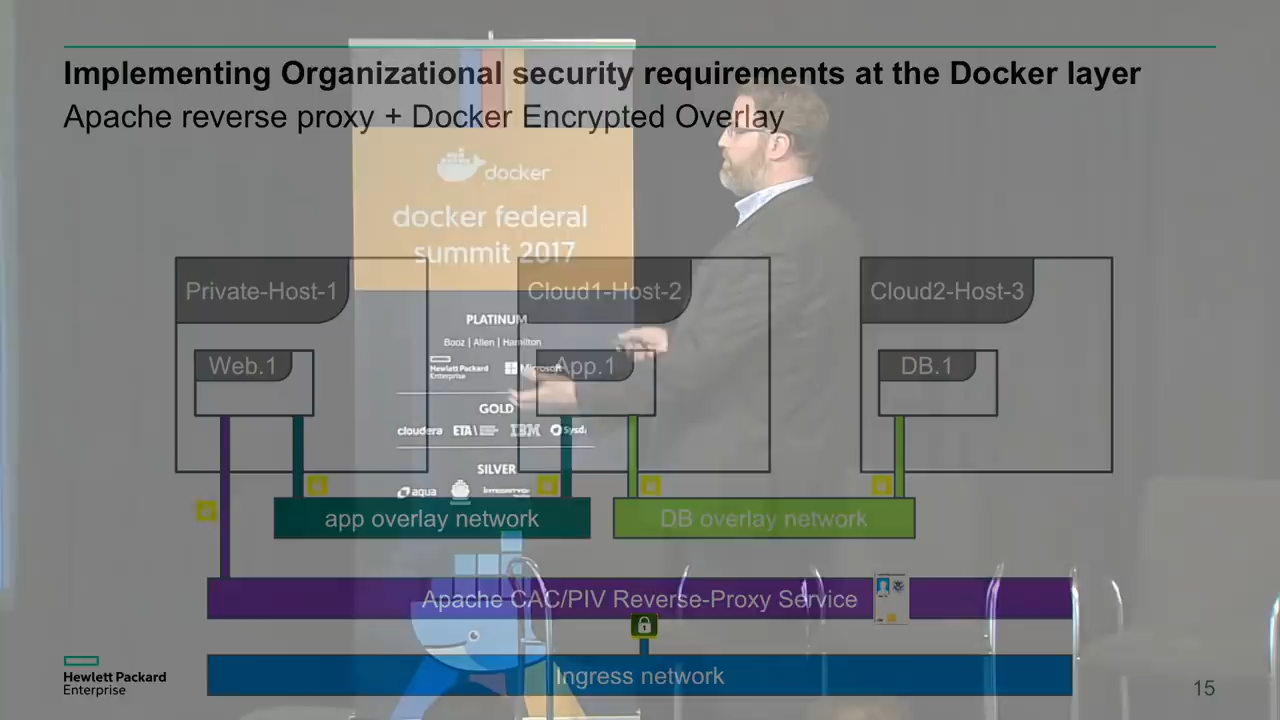 Implementing Organizational security requirements at the Docker layer
Apache reverse proxy + Docker Encrypted Overlay
docker
docker federal
summit 2017
Private-Host-1
Cloud1-Host-2
Cloud2-Host-3
PLATINUM
Booz | Allen | Hamilton
Hewlett Packard
Enterprise
Microsoft
Web.1
App.1
DB.1
GOLD
cloudera
ETA
IBM
Sysdi
SILVER
aqua
app overlay network
DB overlay network
Apache CAC/PIV Reverse-Proxy Service
Ingress network
Hewlett Packard
Enterprise
15